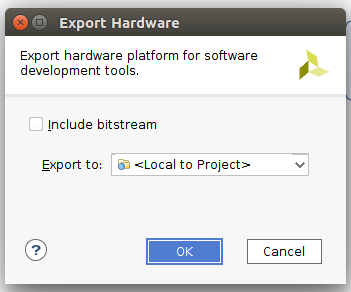 Export Hardware
Export hardware platform for software
development tools.
Include bitstream
Export to: <Local to Project>
?
OK
Cancel